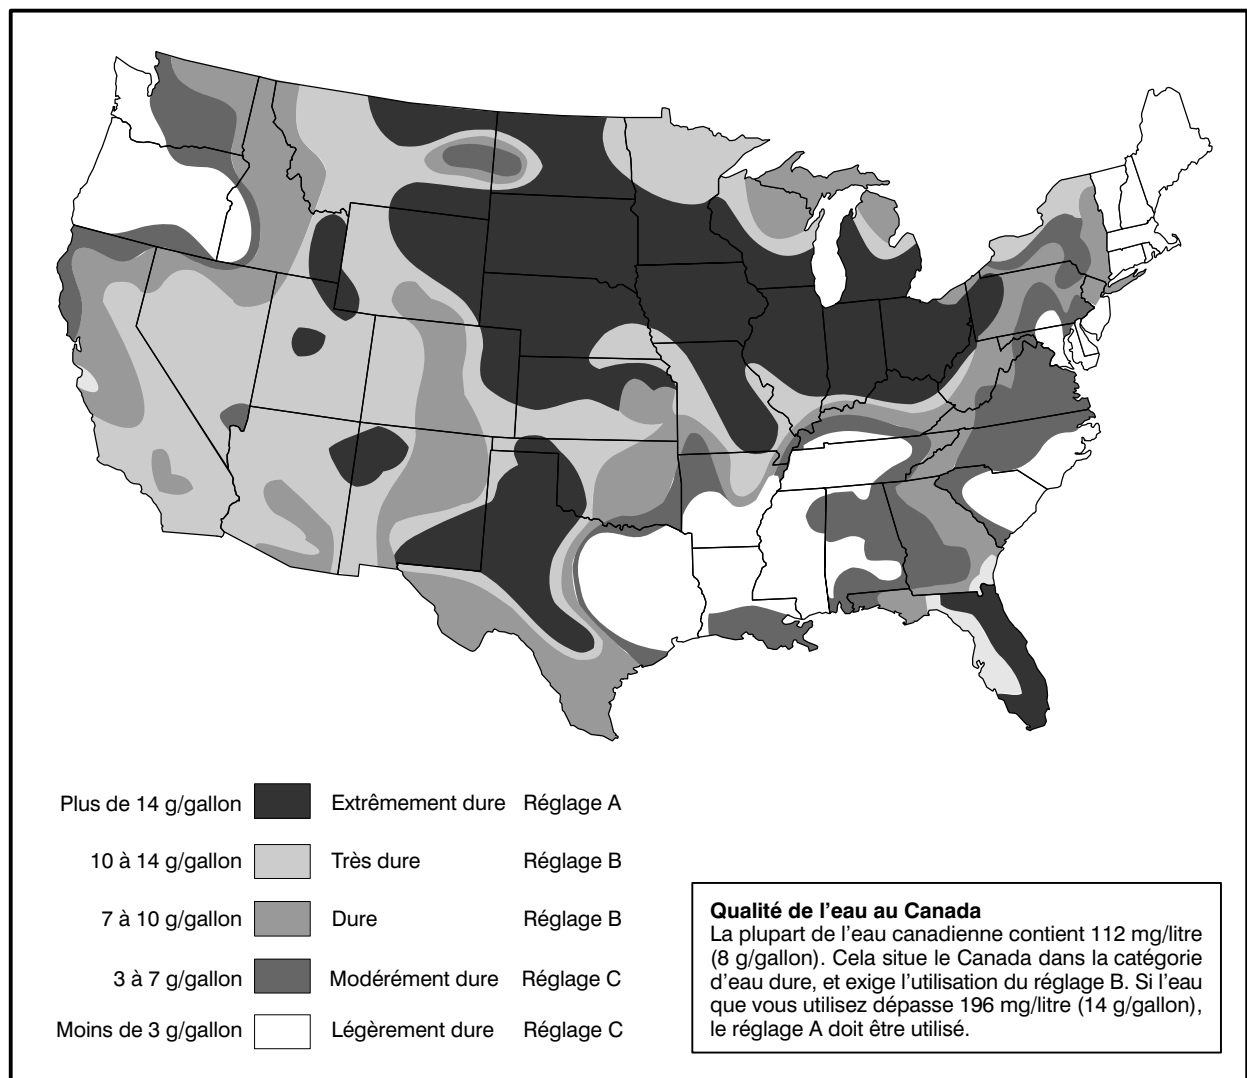 Plus de 14 g/gallon Extrêmement dure Réglage A
10 à 14 g/gallon Très dure Réglage B
7 à 10 g/gallon Dure Réglage B
3 à 7 g/gallon Modérément dure Réglage C
Moins de 3 g/gallon Légèrement dure Réglage C
Qualité de l'eau au Canada
La plupart de l'eau canadienne contient 112 mg/litre
(8 g/gallon). Cela situe le Canada dans la catégorie
d'eau dure, et exige l'utilisation du réglage B. Si l'eau
que vous utilisez dépasse 196 mg/litre (14 g/gallon),
le réglage A doit être utilisé.